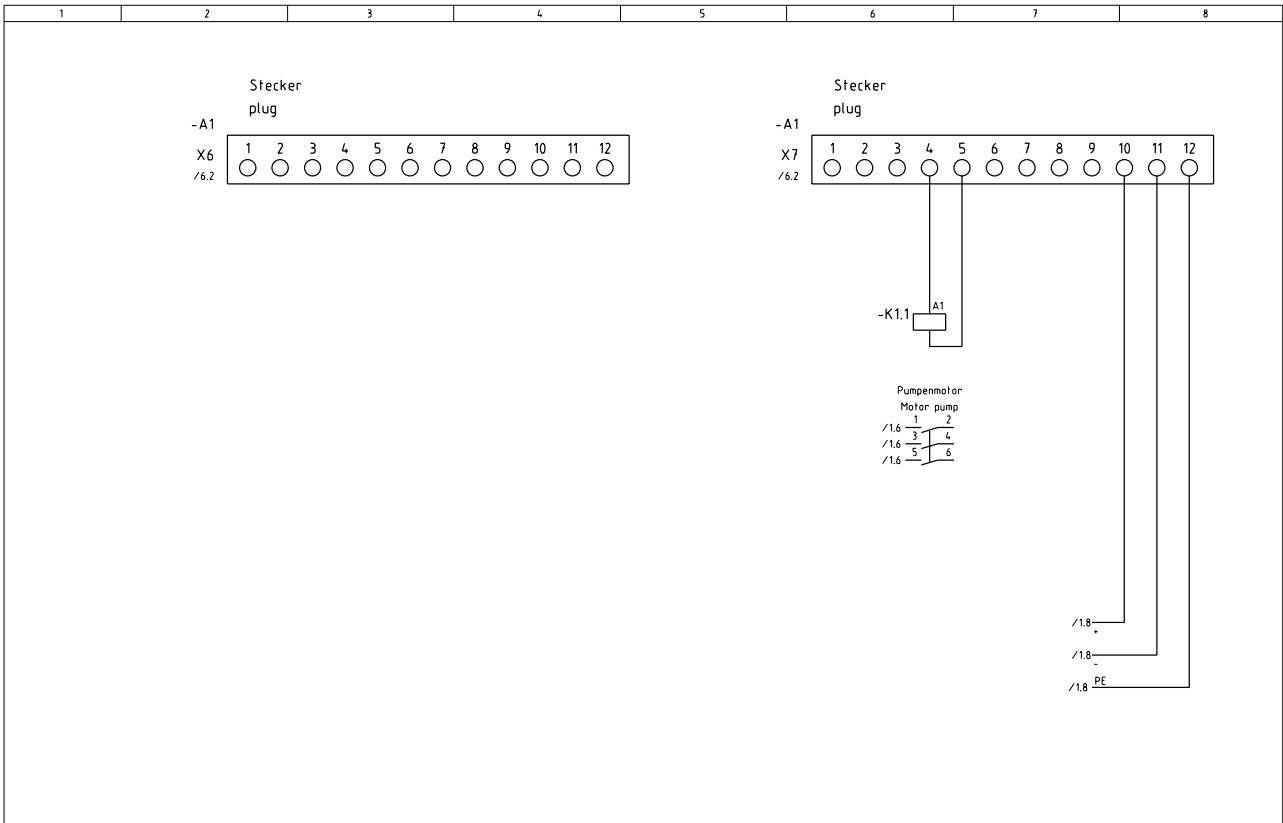 1 2 3 4 5 6 7 8
Stecker
plug
-A1
X6
/6.2
1 2 3 4 5 6 7 8 9 10 11 12
Stecker
plug
-A1
X7
/6.2
1 2 3 4 5 6 7 8 9 10 11 12
-K1.1
A1
Pumpenmotor
Motor pump
/1.6 1 2
/1.6 3 4
/1.6 5 6
/1.8
+
/1.8
-
/1.8 PE